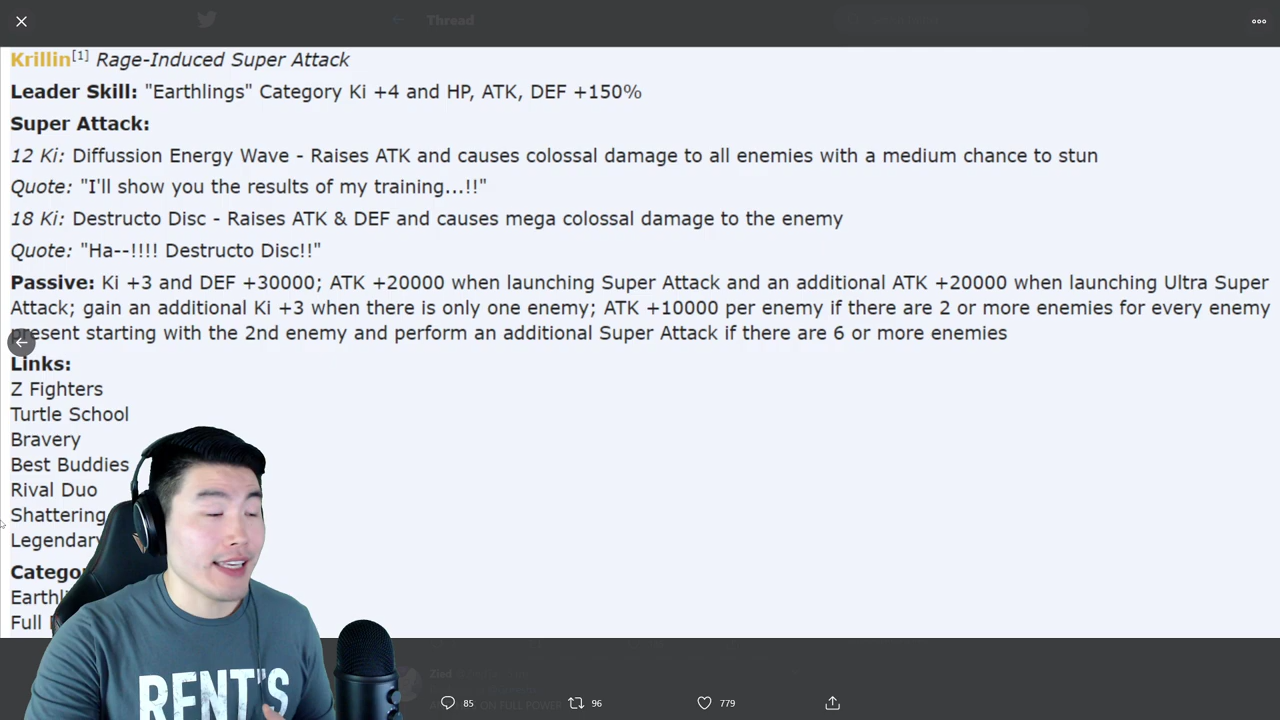 Thread
Krillin[1] Rage-Induced Super Attack
Leader Skill: "Earthlings" Category Ki +4 and HP, ATK, DEF +150%
Super Attack:
12 Ki: Diffussion Energy Wave - Raises ATK and causes colossal damage to all enemies with a medium chance to stun
Quote: "I'll show you the results of my training...!!"
18 Ki: Destructo Disc - Raises ATK & DEF and causes mega colossal damage to the enemy
Quote: "Ha--!!!! Destructo Disc!!"
Passive: Ki +3 and DEF +30000; ATK +20000 when launching Super Attack and an additional ATK +20000 when launching Ultra Super
Attack; gain an additional Ki +3 when there is only one enemy; ATK +10000 per enemy if there are 2 or more enemies for every enemy
present starting with the 2nd enemy and perform an additional Super Attack if there are 6 or more enemies
Links:
Z Fighters
Turtle School
Bravery
Best Buddies
Rival Duo
Shattering
Legendary
Catego
Earthli
Full
Zied
ON FULL POWER
85 96 779
RENT'S